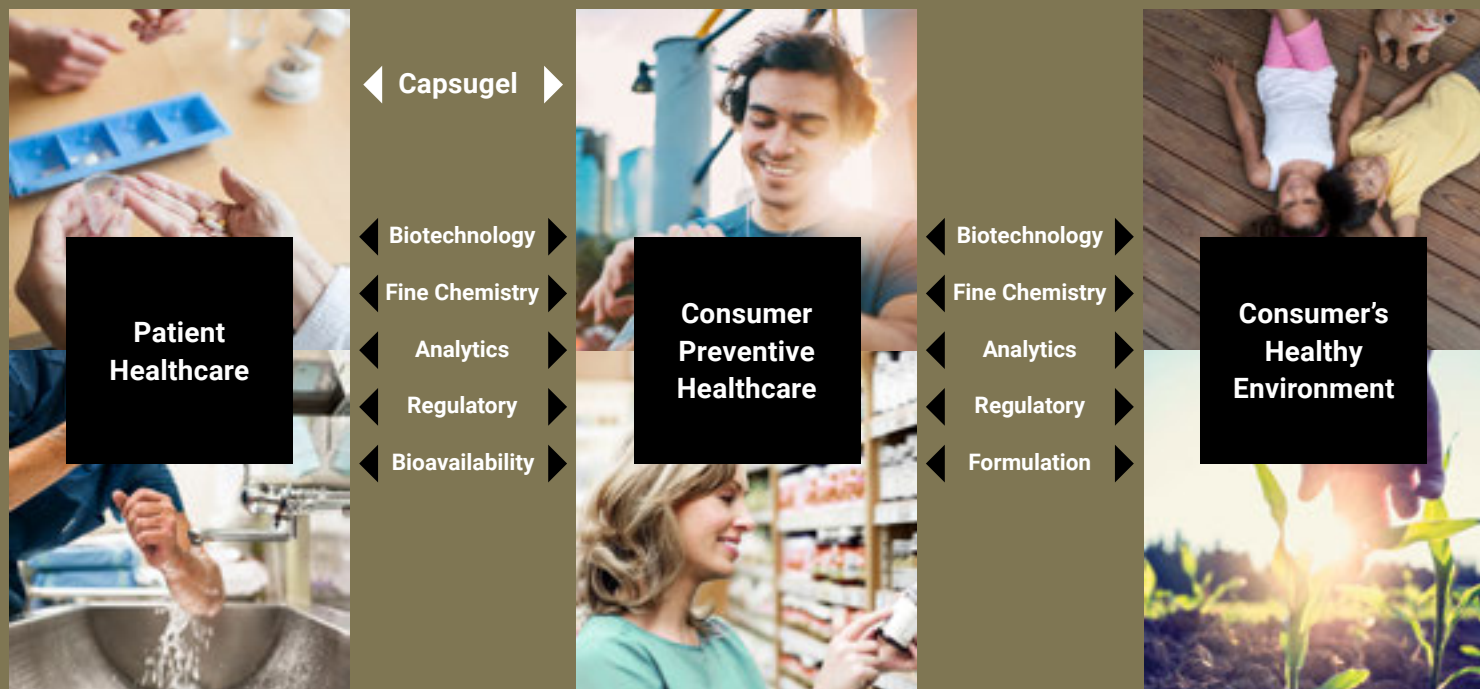 Capsugel
Biotechnology
Fine Chemistry
Analytics
Regulatory
Bioavailability
Biotechnology
Fine Chemistry
Analytics
Regulatory
Formulation
Patient
Healthcare
Consumer
Preventive
Healthcare
Consumer’s
Healthy
Environment